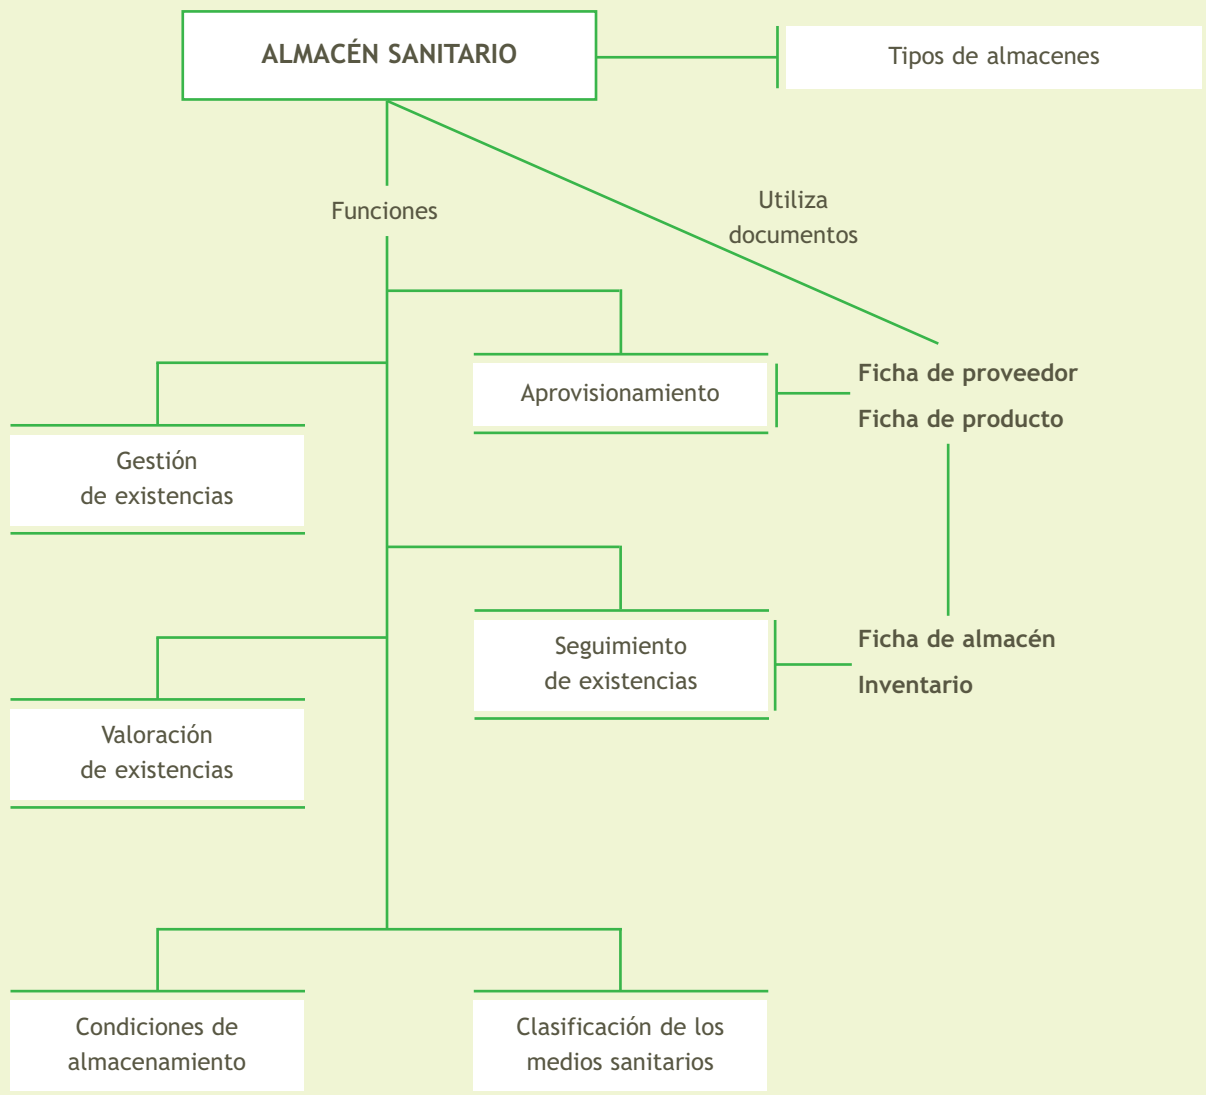 ALMACÉN SANITARIO
Tipos de almacenes
Funciones
Utiliza
documentos
Aprovisionamiento
Ficha de proveedor
Ficha de producto
Gestión
de existencias
Seguimiento
de existencias
Ficha de almacén
Inventario
Valoración
de existencias
Condiciones de
almacenamiento
Clasificación de los
medios sanitarios